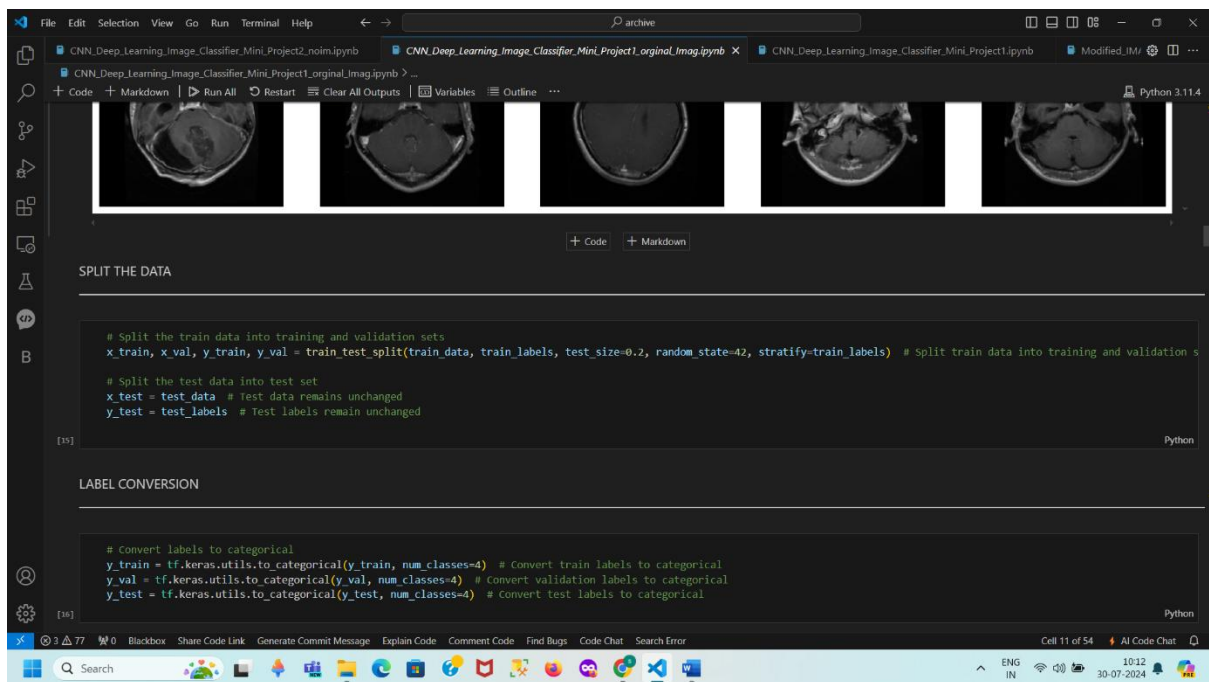 File Edit Selection View Go Run Terminal Help archive
CNN_Deep_Learning_Image_Classifier_Mini_Project2_noim.ipynb CNN_Deep_Learning_Image_Classifier_Mini_Project1_orginal_Imag.ipynb CNN_Deep_Learning_Image_Classifier_Mini_Project1.ipynb Modified_IM
CNN_Deep_Learning_Image_Classifier_Mini_Project1_orginal_Imag.ipynb > ...
+ Code + Markdown | Run All Restart Clear All Outputs | Variables Outline ... Python 3.11.4
+ Code + Markdown
SPLIT THE DATA
# Split the train data into training and validation sets
x_train, x_val, y_train, y_val = train_test_split(train_data, train_labels, test_size=0.2, random_state=42, stratify=train_labels) # Split train data into training and validation s
# Split the test data into test set
x_test = test_data # Test data remains unchanged
y_test = test_labels # Test labels remain unchanged
[15] Python
LABEL CONVERSION
# Convert labels to categorical
y_train = tf.keras.utils.to_categorical(y_train, num_classes=4) # Convert train labels to categorical
y_val = tf.keras.utils.to_categorical(y_val, num_classes=4) # Convert validation labels to categorical
y_test = tf.keras.utils.to_categorical(y_test, num_classes=4) # Convert test labels to categorical
[16] Python
3 77 0 Blackbox Share Code Link Generate Commit Message Explain Code Comment Code Find Bugs Code Chat Search Error Cell 11 of 54 AI Code Chat
Search ENG IN 10:12 30-07-2024